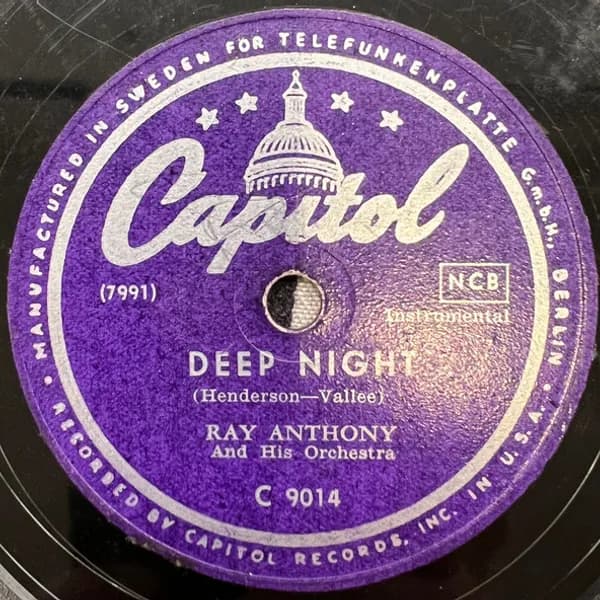 MANUFACTURED IN SWEDEN FÖR TELEFUNKENPLATTE G.m.b.H., BERLIN
Capitol
(7991)
NCB
Instrumental
DEEP NIGHT
(Henderson—Vallee)
RAY ANTHONY
And His Orchestra
C 9014
RECORDED BY CAPITOL RECORDS, INC. IN U.S.A.